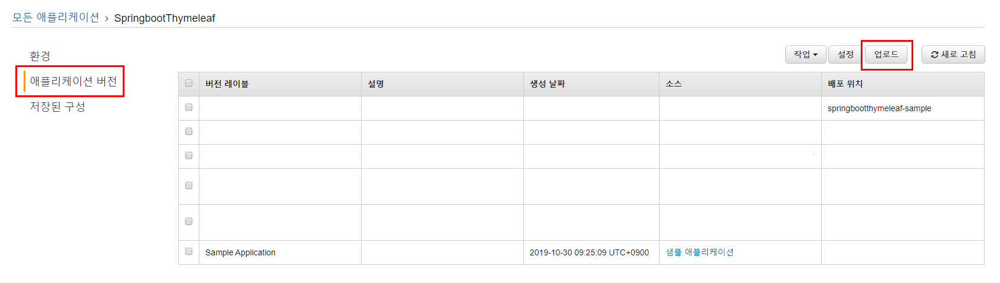 모든 애플리케이션 › SpringbootThymeleaf
환경
애플리케이션 버전
저장된 구성
작업 설정 업로드 새로 고침
버전 레이블 설명 생성 날짜 소스 배포 위치
springbootthymeleaf-sample
Sample Application 2019-10-30 09:25:09 UTC+0900 샘플 애플리케이션